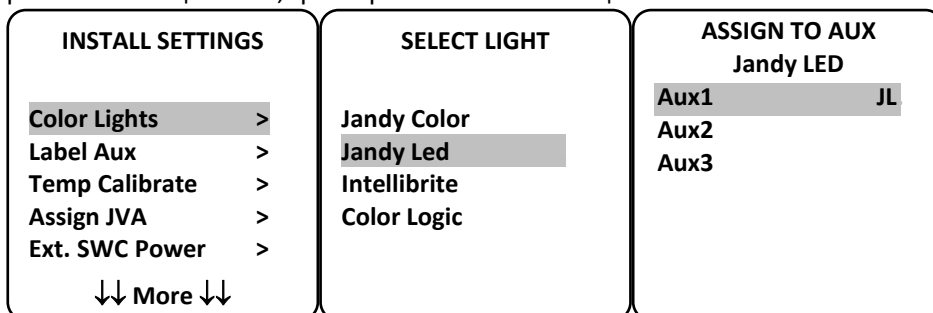 INSTALL SETTINGS
Color Lights >
Label Aux >
Temp Calibrate >
Assign JVA >
Ext. SWC Power >
↓↓ More ↓↓
SELECT LIGHT
Jandy Color
Jandy Led
Intellibrite
Color Logic
ASSIGN TO AUX
Jandy LED
Aux1 JL
Aux2
Aux3